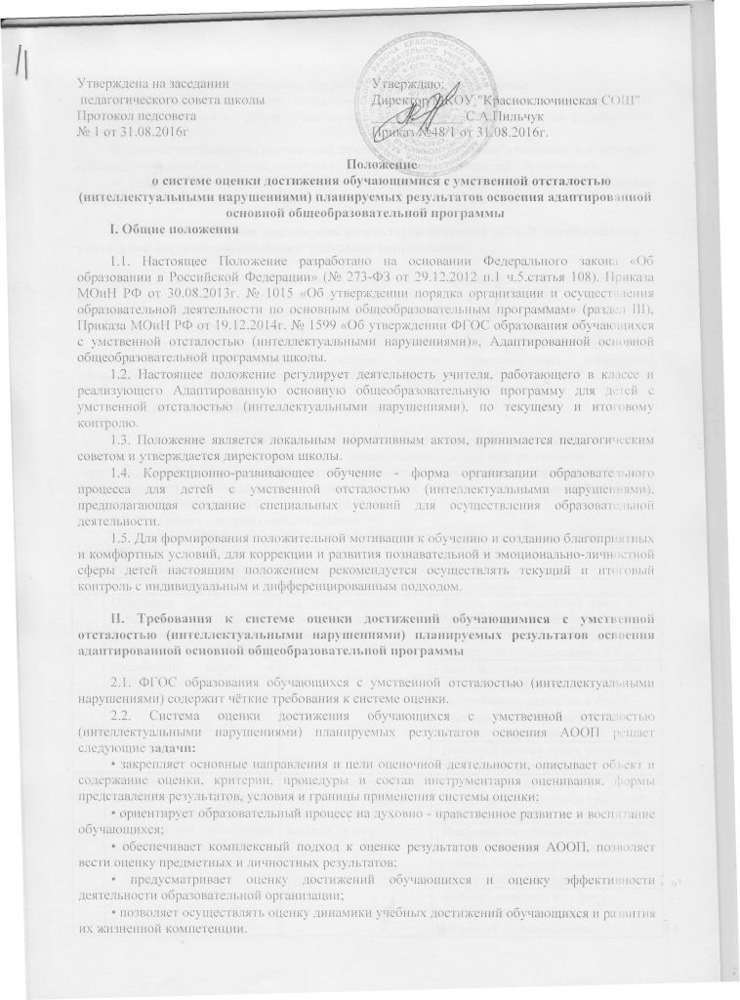 11
Утверждена на заседании
педагогического совета школы
Протокол педсовета
№ 1 от 31.08.2016г
Утверждаю:
Директор МКОУ "Красноключинская СОШ"
С.А.Пильчук
Приказ №48/1 от 31.08.2016г.
Положение
о системе оценки достижения обучающимися с умственной отсталостью
(интеллектуальными нарушениями) планируемых результатов освоения адаптированной
основной общеобразовательной программы
I. Общие положения
1.1. Настоящее Положение разработано на основании Федерального закона «Об
образовании в Российской Федерации» (№ 273-ФЗ от 29.12.2012 п.1 ч.5.статья 108). Приказа
МОиН РФ от 30.08.2013г. № 1015 «Об утверждении порядка организации и осуществления
образовательной деятельности по основным общеобразовательным программам» (раздел III),
Приказа МОиН РФ от 19.12.2014г. № 1599 «Об утверждении ФГОС образования обучающихся
с умственной отсталостью (интеллектуальными нарушениями)», Адаптированной основной
общеобразовательной программы школы.
1.2. Настоящее положение регулирует деятельность учителя, работающего в классе и
реализующего Адаптированную основную общеобразовательную программу для детей с
умственной отсталостью (интеллектуальными нарушениями), по текущему и итоговому
контролю.
1.3. Положение является локальным нормативным актом, принимается педагогическим
советом и утверждается директором школы.
1.4. Коррекционно-развивающее обучение - форма организации образовательного
процесса для детей с умственной отсталостью (интеллектуальными нарушениями),
предполагающая создание специальных условий для осуществления образовательной
деятельности.
1.5. Для формирования положительной мотивации к обучению и созданию благоприятных
и комфортных условий, для коррекции и развития познавательной и эмоционально-личностной
сферы детей настоящим положением рекомендуется осуществлять текущий и итоговый
контроль с индивидуальным и дифференцированным подходом.
II. Требования к системе оценки достижений обучающимися с умственной
отсталостью (интеллектуальными нарушениями) планируемых результатов освоения
адаптированной основной общеобразовательной программы
2.1. ФГОС образования обучающихся с умственной отсталостью (интеллектуальными
нарушениями) содержит чёткие требования к системе оценки.
2.2. Система оценки достижения обучающихся с умственной отсталостью
(интеллектуальными нарушениями) планируемых результатов освоения АООП решает
следующие задачи:
• закрепляет основные направления и цели оценочной деятельности, описывает объект и
содержание оценки, критерии, процедуры и состав инструментария оценивания, формы
представления результатов, условия и границы применения системы оценки;
• ориентирует образовательный процесс на духовно - нравственное развитие и воспитание
обучающихся;
• обеспечивает комплексный подход к оценке результатов освоения АООП, позволяет
вести оценку предметных и личностных результатов;
• предусматривает оценку достижений обучающихся и оценку эффективности
деятельности образовательной организации;
• позволяет осуществлять оценку динамики учебных достижений обучающихся и развития
их жизненной компетенции.